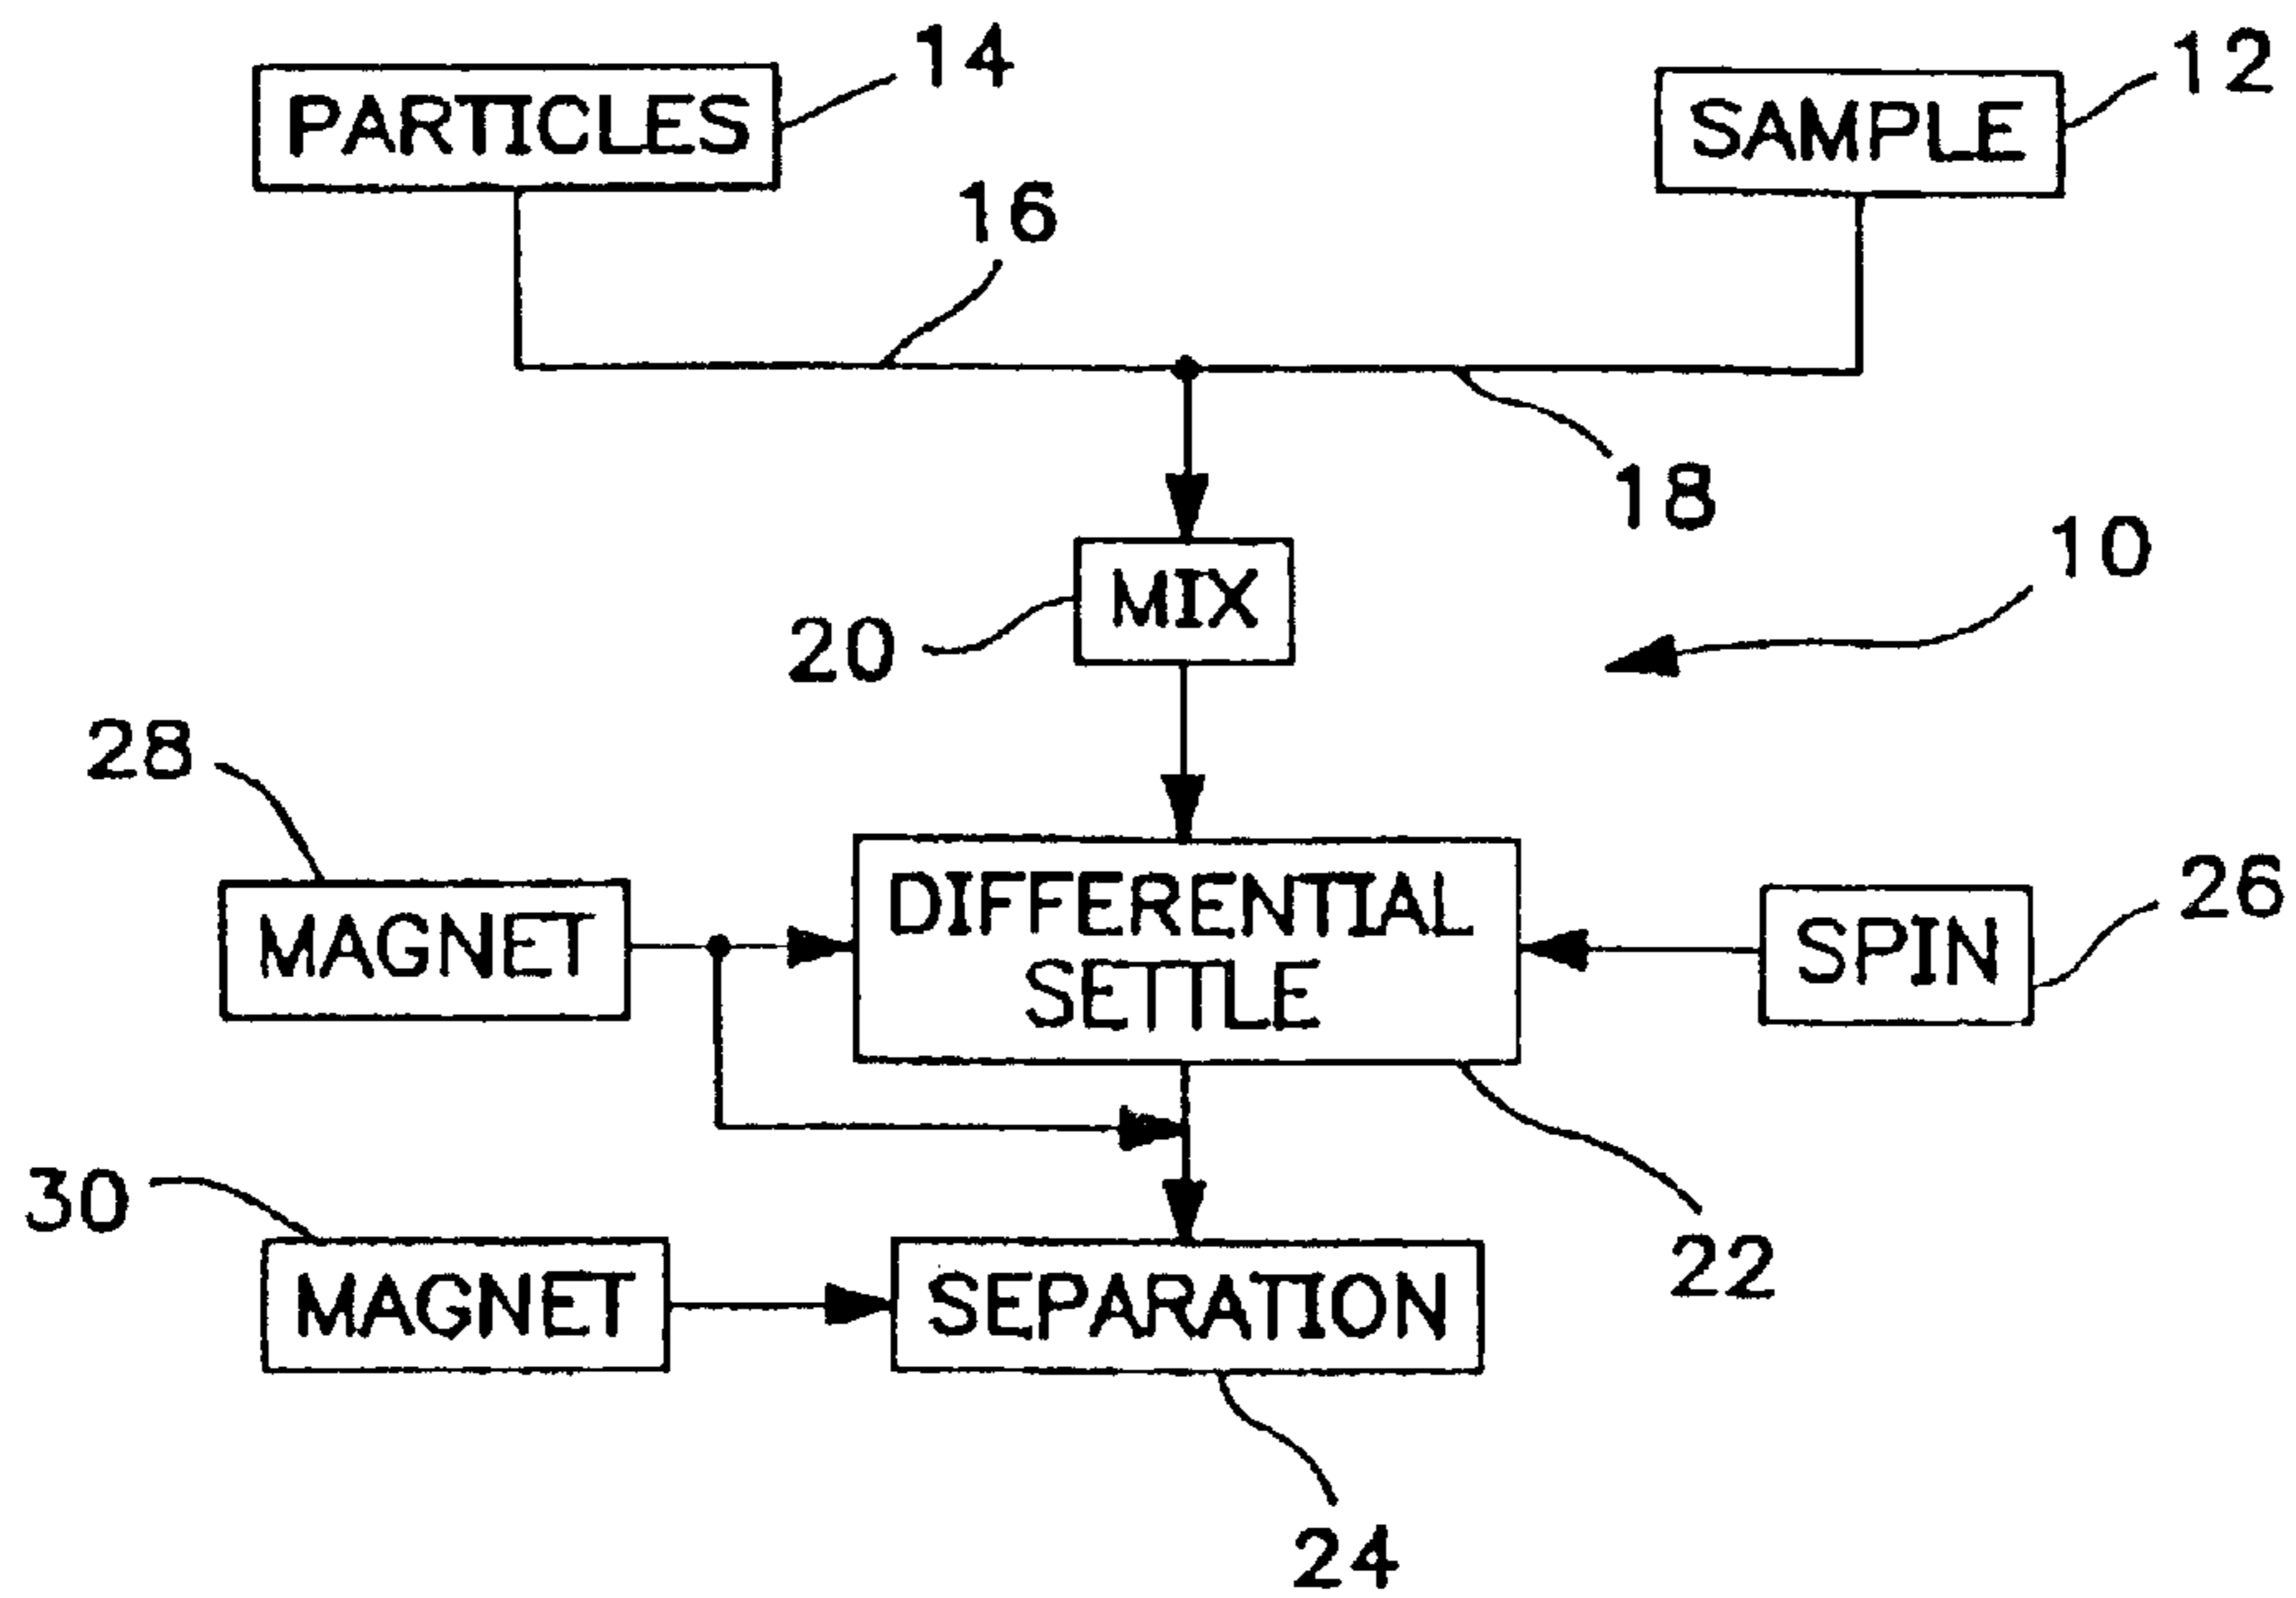 14
12
PARTICLES
SAMPLE
16
18
10
MIX
20
28
26
DIFFERENTIAL
SETTLE
MAGNET
SPIN
30
22
MAGNET
SEPARATION
24